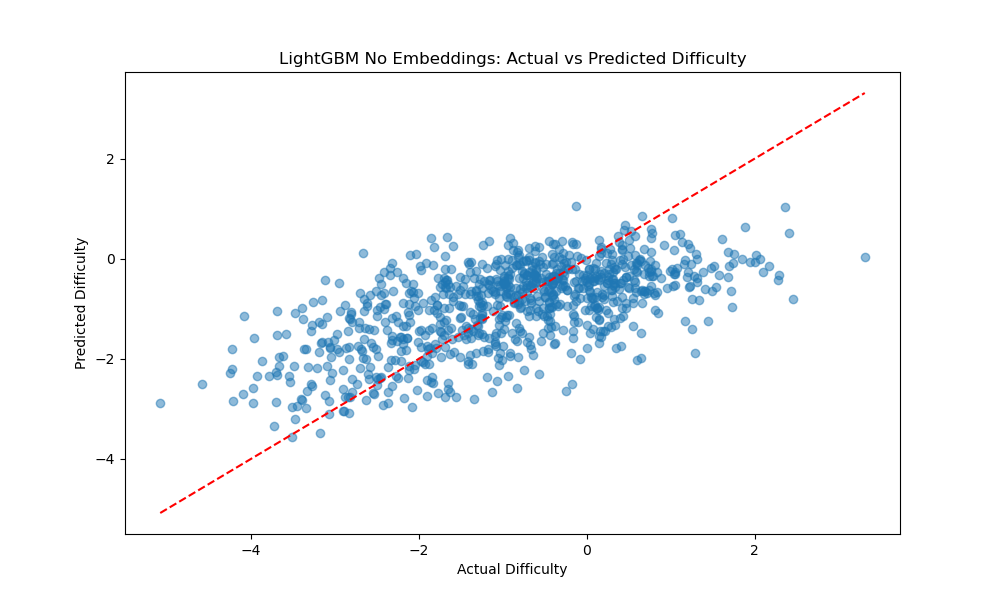 LightGBM No Embeddings: Actual vs Predicted Difficulty
2
0
−2
−4
Predicted Difficulty
−4 −2 0 2
Actual Difficulty